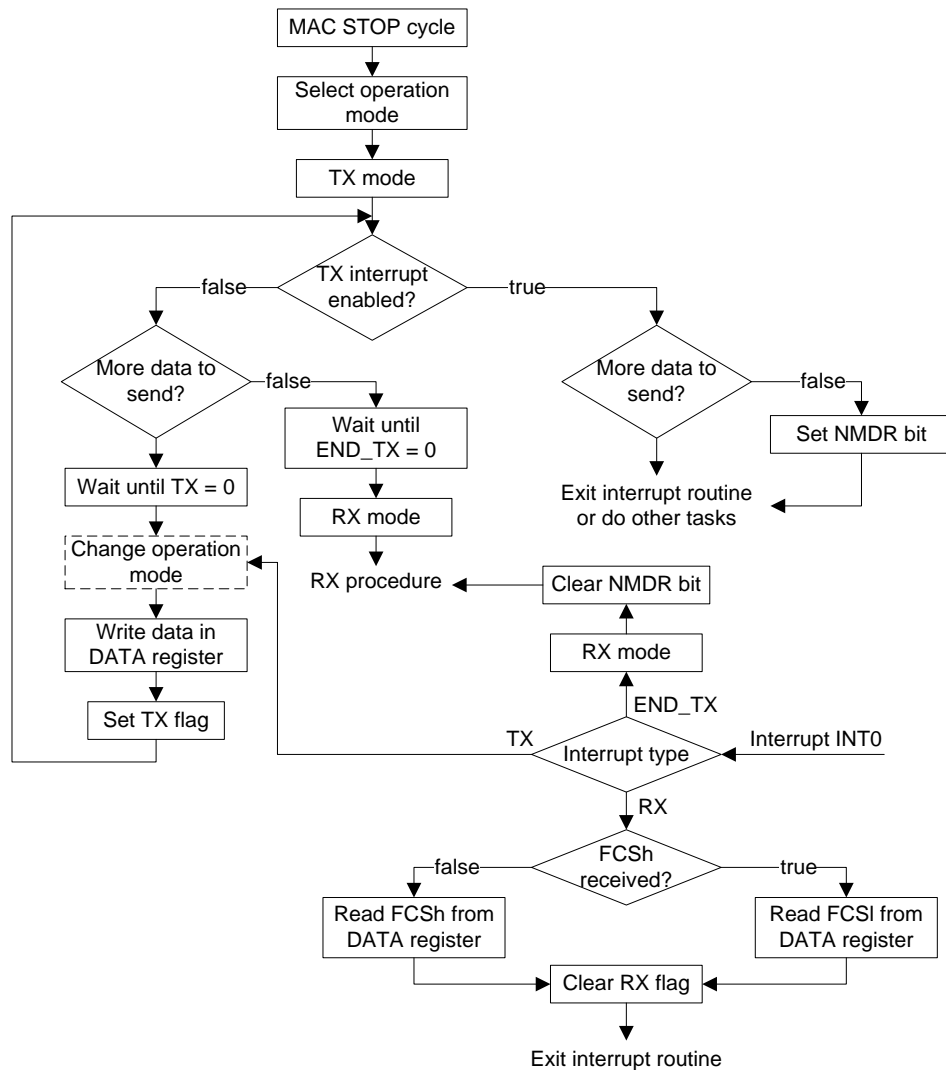 MAC STOP cycle
Select operation
mode
TX mode
TX interrupt
enabled?
false
true
More data to
send?
false
Wait until
END_TX = 0
RX mode
RX procedure
More data to
send?
false
Set NMDR bit
Exit interrupt routine
or do other tasks
Wait until TX = 0
Change operation
mode
Write data in
DATA register
Set TX flag
Clear NMDR bit
RX mode
END_TX
TX
Interrupt type
Interrupt INT0
RX
FCSh
received?
false
true
Read FCSh from
DATA register
Read FCSl from
DATA register
Clear RX flag
Exit interrupt routine